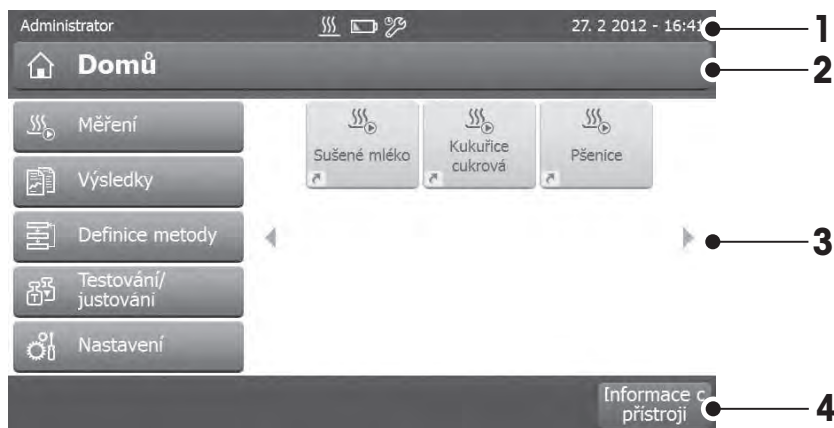 Administrator 27. 2 2012 - 16:41 1
Domů 2
Měření
Výsledky
Definice metody
Testování/
justování
Nastavení
Sušené mléko
Kukuřice
cukrová
Pšenice
3
Informace c
přístroji
4